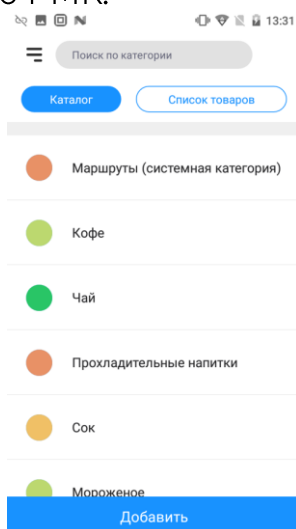 13:31
Поиск по категории
Каталог
Список товаров
Маршруты (системная категория)
Кофе
Чай
Прохладительные напитки
Сок
Мороженое
Добавить